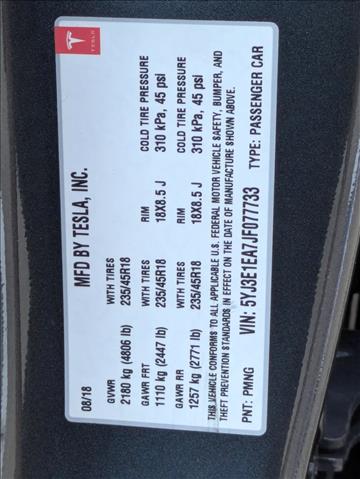 TESLA
MFD BY TESLA, INC.
08/18
GVWR WITH TIRES RIM COLD TIRE PRESSURE
2180 kg (4806 lb) 235/45R18 18X8.5 J 310 kPa, 45 psi
GAWR FRT WITH TIRES RIM COLD TIRE PRESSURE
1110 kg (2447 lb) 235/45R18 18X8.5 J 310 kPa, 45 psi
GAWR RR
1257 kg (2771 lb) 235/45R18
THIS VEHICLE CONFORMS TO ALL APPLICABLE U.S. FEDERAL MOTOR VEHICLE SAFETY, BUMPER, AND
THEFT PREVENTION STANDARDS IN EFFECT ON THE DATE OF MANUFACTURE SHOWN ABOVE.
PNT: PMNG VIN: 5YJ3E1EA7JF077733 TYPE: PASSENGER CAR